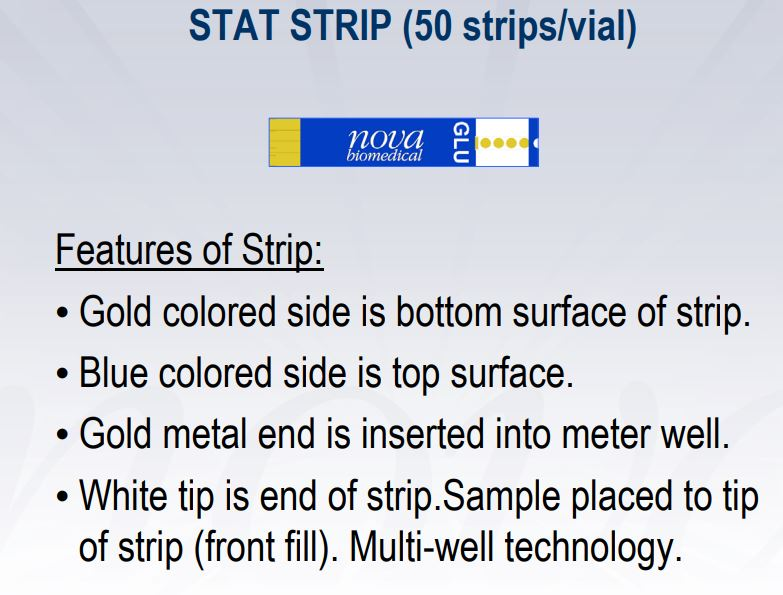 STAT STRIP (50 strips/vial)
nova
biomedical
GLU
Features of Strip:
• Gold colored side is bottom surface of strip.
• Blue colored side is top surface.
• Gold metal end is inserted into meter well.
• White tip is end of strip.Sample placed to tip
of strip (front fill). Multi-well technology.